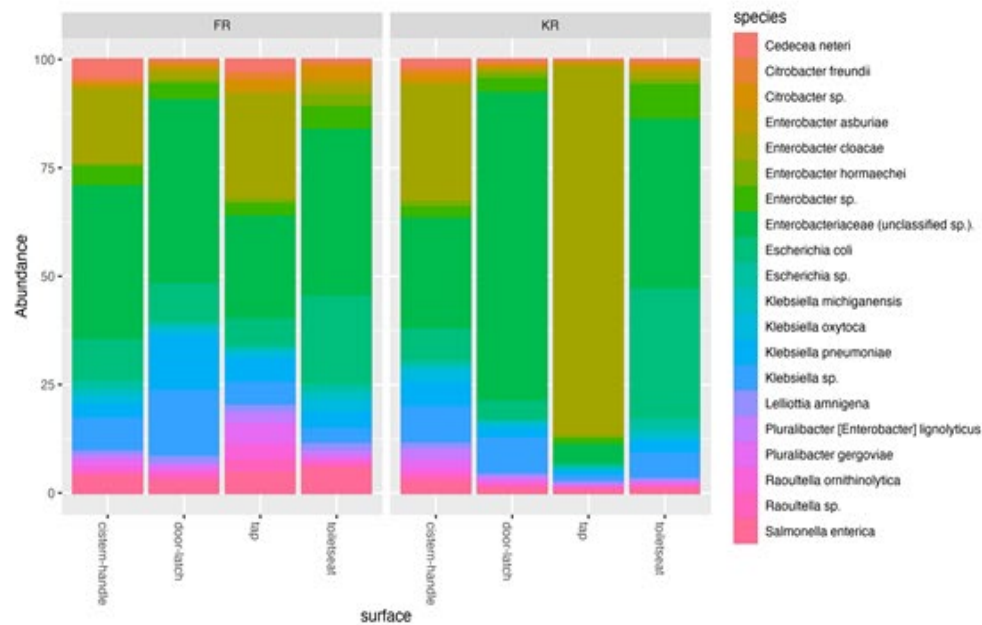 FR
KR
100
75
50
25
0
Abundance
cistern-handle
door-latch
tap
toiletseat
cistern-handle
door-latch
tap
toiletseat
surface
species
Cedecea neteri
Citrobacter freundii
Citrobacter sp.
Enterobacter asburiae
Enterobacter cloacae
Enterobacter hormaechei
Enterobacter sp.
Enterobacteriaceae (unclassified sp.).
Escherichia coli
Escherichia sp.
Klebsiella michiganensis
Klebsiella oxytoca
Klebsiella pneumoniae
Klebsiella sp.
Lelliottia amnigena
Pluralibacter [Enterobacter] lignolyticus
Pluralibacter gergoviae
Raoultella ornithinolytica
Raoultella sp.
Salmonella enterica